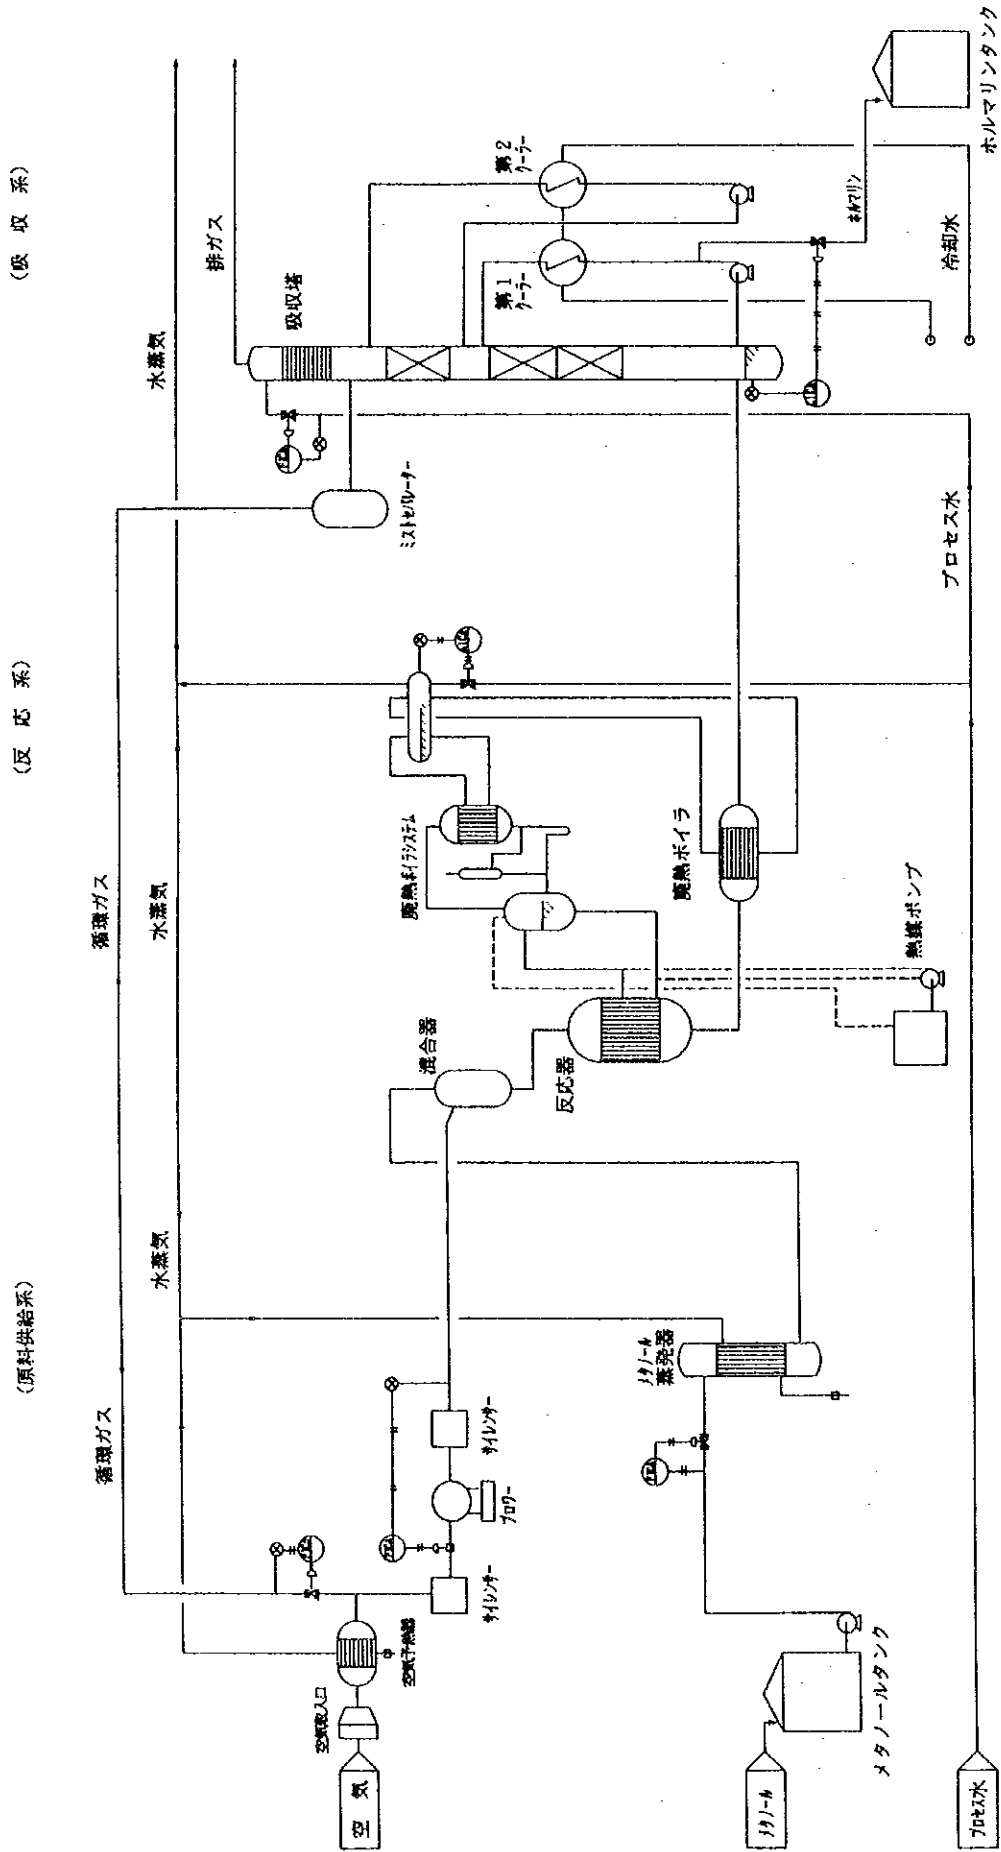 (原料供給系)
(反 応 系)
(吸 収 系)
循環ガス
循環ガス
水蒸気
水蒸気
水蒸気
排ガス
空 気
空気取入口
空気予熱器
サイレンサー
ブロワー
サイレンサー
メタノール
メタノールタンク
メタノール
蒸発器
混合器
反応器
廃熱ボイラシステム
廃熱ボイラ
熱媒ポンプ
ミストセパレーター
吸収塔
第1
クーラー
第2
クーラー
ホルマリン
ホルマリンタンク
冷却水
プロセス水
プロセス水